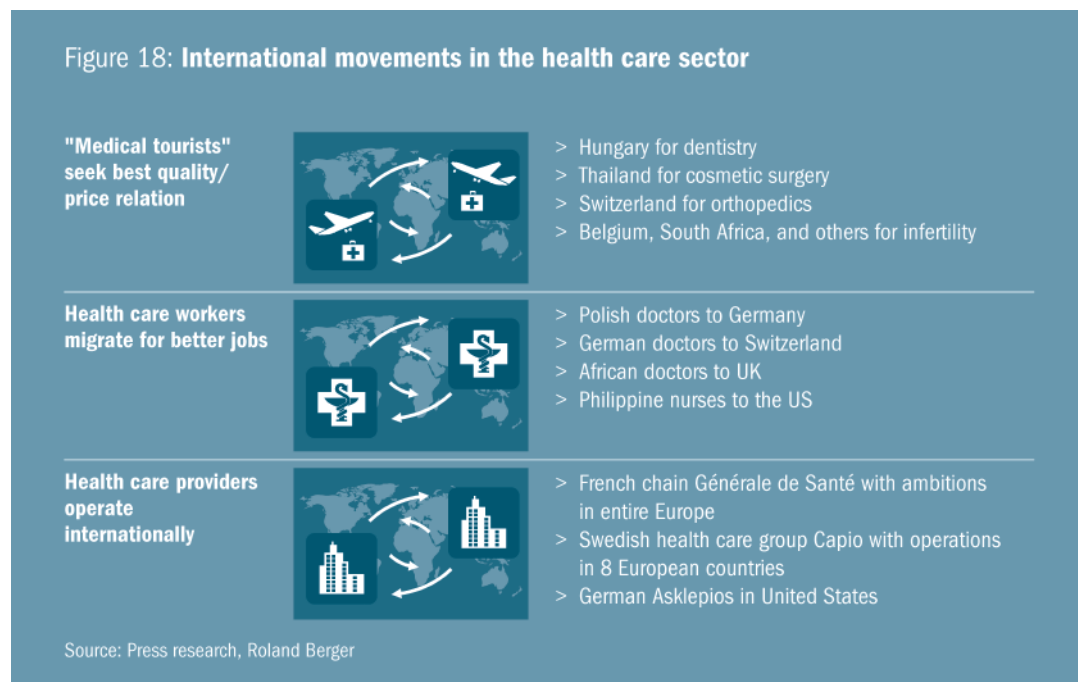 Figure 18: International movements in the health care sector
"Medical tourists"
seek best quality/
price relation
> Hungary for dentistry
> Thailand for cosmetic surgery
> Switzerland for orthopedics
> Belgium, South Africa, and others for infertility
Health care workers
migrate for better jobs
> Polish doctors to Germany
> German doctors to Switzerland
> African doctors to UK
> Philippine nurses to the US
Health care providers
operate
internationally
> French chain Générale de Santé with ambitions
in entire Europe
> Swedish health care group Capio with operations
in 8 European countries
> German Asklepios in United States
Source: Press research, Roland Berger